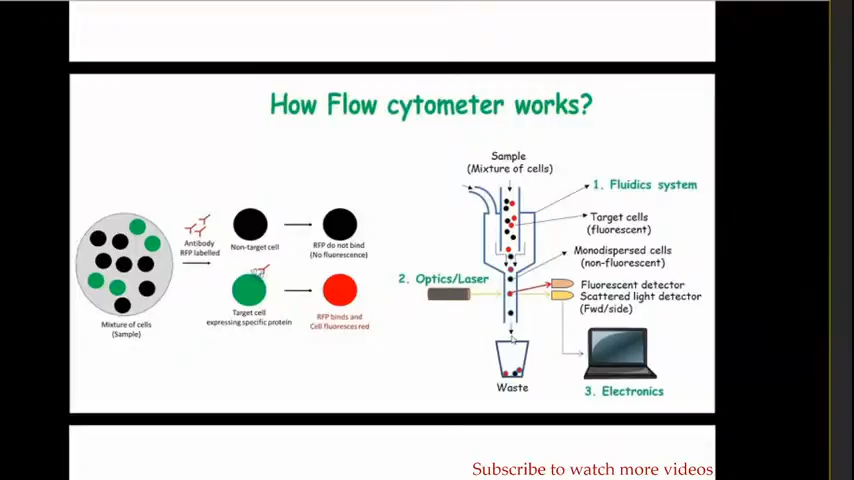 How Flow cytometer works?
Sample
(Mixture of cells)
1. Fluidics system
Target cells
(fluorescent)
Monodispersed cells
(non-fluorescent)
2. Optics/Laser
Fluorescent detector
Scattered light detector
(Fwd/side)
Waste
3. Electronics
Antibody
RFP labelled
Non-target cell
RFP do not bind
(No fluorescence)
Target cell
expressing specific protein
RFP binds and
Cell fluoresces red
Mixture of cells
(Sample)
Subscribe to watch more videos